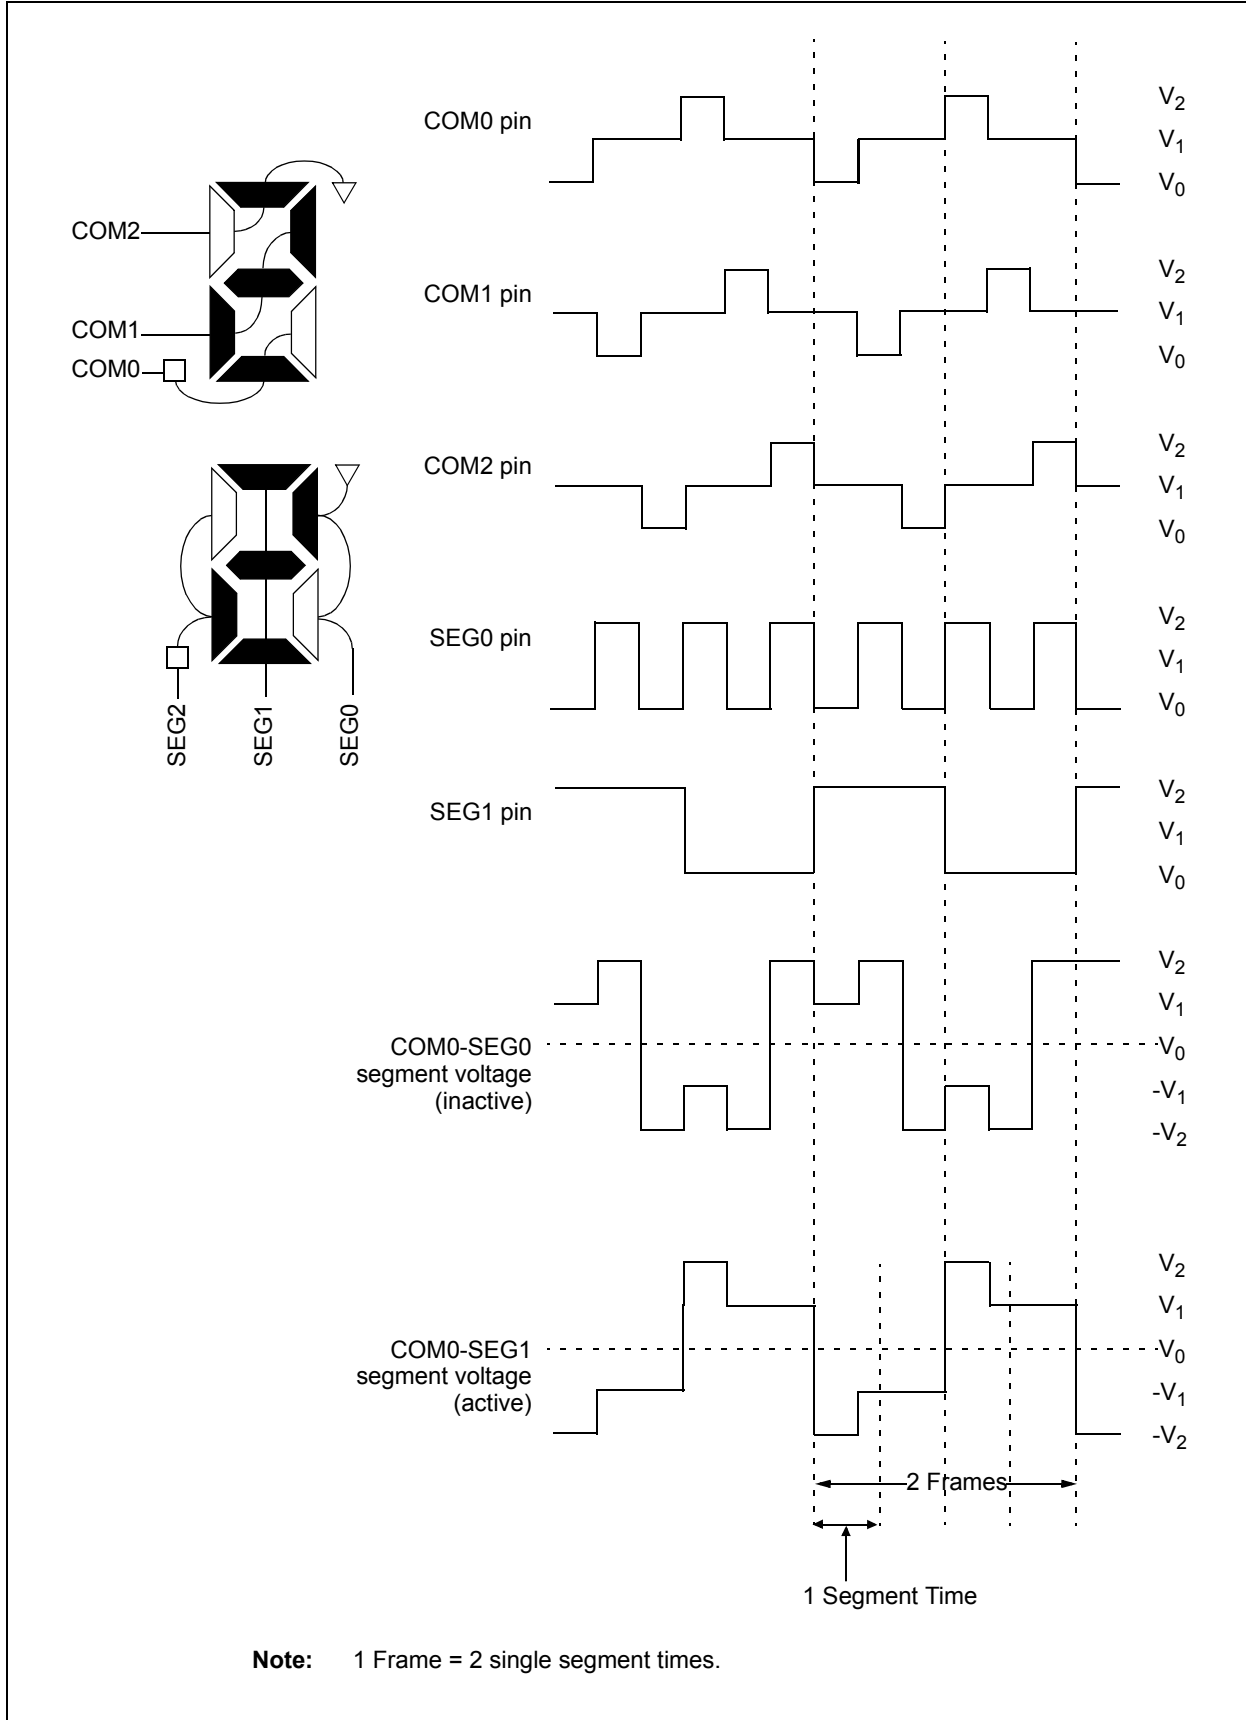 COM0 pin
V2
V1
V0
COM2
COM1
COM0
COM1 pin
V2
V1
V0
COM2 pin
V2
V1
V0
SEG2
SEG1
SEG0
SEG0 pin
V2
V1
V0
SEG1 pin
V2
V1
V0
COM0-SEG0
segment voltage
(inactive)
V2
V1
V0
-V1
-V2
COM0-SEG1
segment voltage
(active)
V2
V1
V0
-V1
-V2
2 Frames
1 Segment Time
Note: 1 Frame = 2 single segment times.